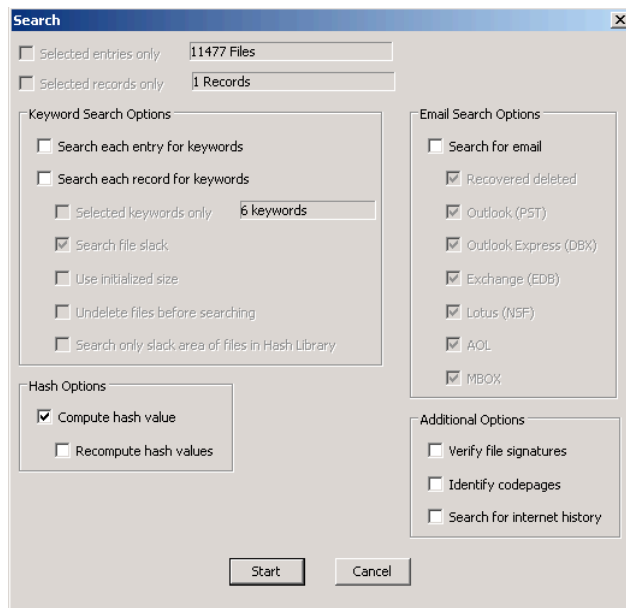 Search
Selected entries only 11477 Files
Selected records only 1 Records
Keyword Search Options
Search each entry for keywords
Search each record for keywords
Selected keywords only 6 keywords
Search file slack
Use initialized size
Undelete files before searching
Search only slack area of files in Hash Library
Email Search Options
Search for email
Recovered deleted
Outlook (PST)
Outlook Express (DBX)
Exchange (EDB)
Lotus (NSF)
AOL
MBOX
Hash Options
Compute hash value
Recompute hash values
Additional Options
Verify file signatures
Identify codepages
Search for internet history
Start Cancel